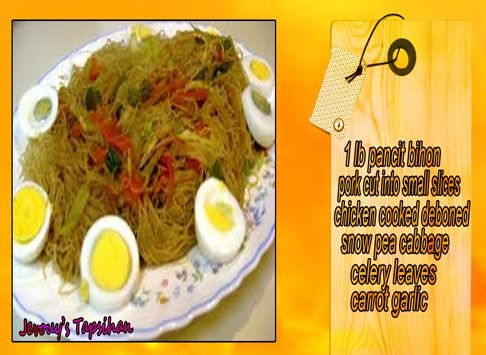 1 lb pancit bihon
pork cut into small slices
chicken cooked deboned
snow pea cabbage
celery leaves
carrot garlic
Jevouy's Tapsihan